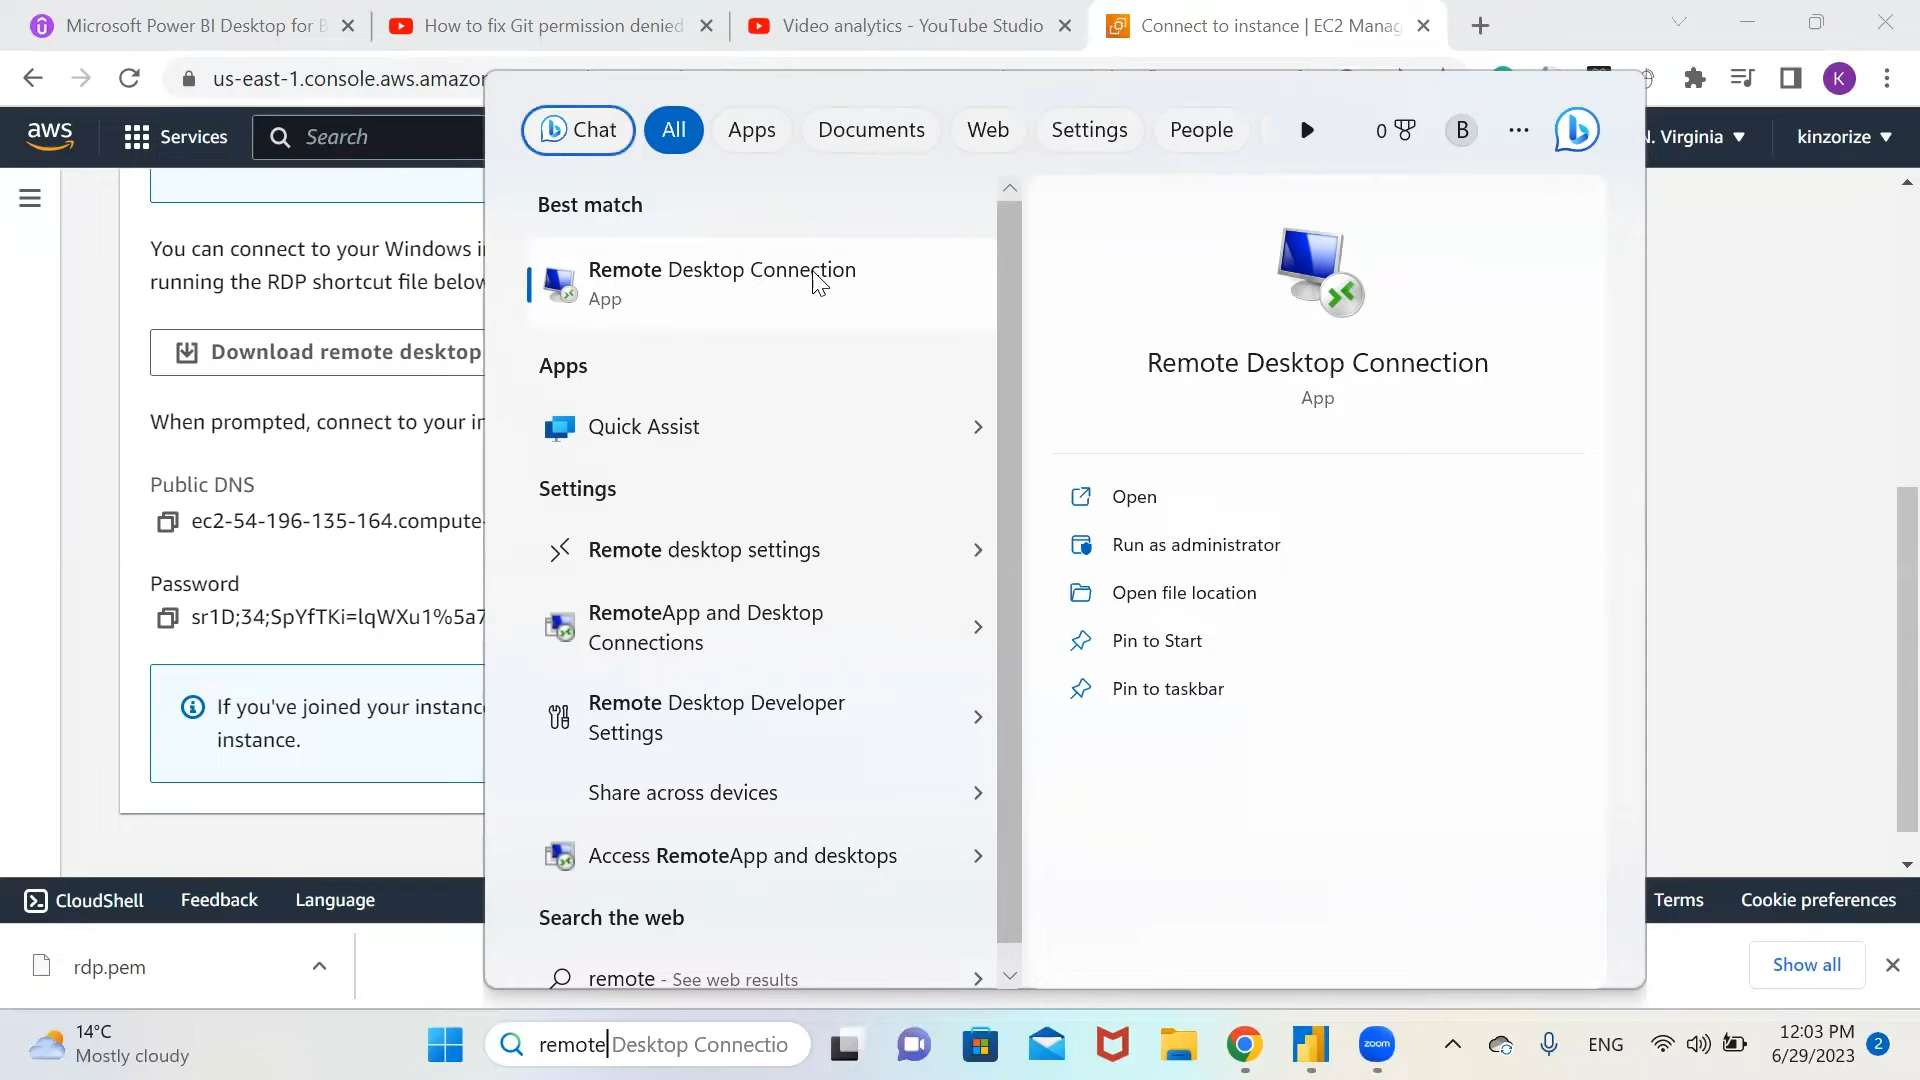 Microsoft Power BI Desktop for B
How to fix Git permission denied
Video analytics - YouTube Studio
Connect to instance | EC2 Manag
us-east-1.console.aws.amazon
K
aws
Services
Search
N. Virginia
kinzorize
Chat
All
Apps
Documents
Web
Settings
People
0
B
You can connect to your Windows i
running the RDP shortcut file below
Download remote desktop
When prompted, connect to your in
Public DNS
ec2-54-196-135-164.compute-
Password
sr1D;34;SpYfTKi=lqWXu1%5a7
If you've joined your instanc
instance.
Best match
Remote Desktop Connection
App
Apps
Quick Assist
Settings
Remote desktop settings
RemoteApp and Desktop
Connections
Remote Desktop Developer
Settings
Share across devices
Access RemoteApp and desktops
Search the web
remote - See web results
Remote Desktop Connection
App
Open
Run as administrator
Open file location
Pin to Start
Pin to taskbar
CloudShell
Feedback
Language
Terms
Cookie preferences
rdp.pem
Show all
14°C
Mostly cloudy
remote Desktop Connectio
zoom
ENG
12:03 PM
6/29/2023
2